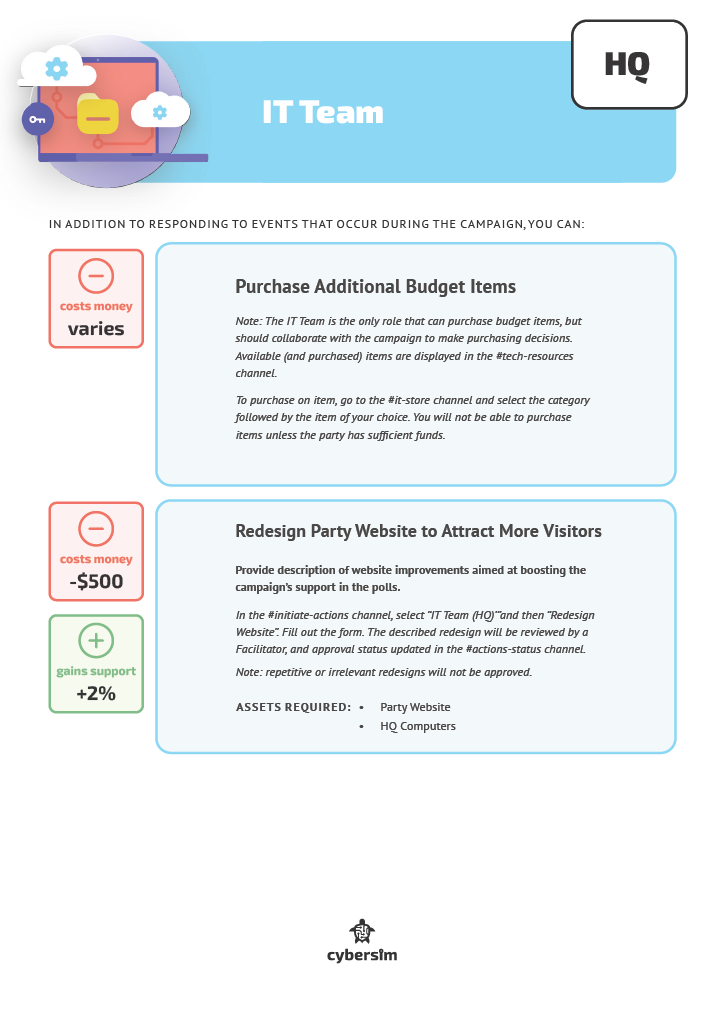 HQ
IT Team
IN ADDITION TO RESPONDING TO EVENTS THAT OCCUR DURING THE CAMPAIGN, YOU CAN:
costs money
varies
Purchase Additional Budget Items
Note: The IT Team is the only role that can purchase budget items, but
should collaborate with the campaign to make purchasing decisions.
Available (and purchased) items are displayed in the #tech-resources
channel.
To purchase on item, go to the #it-store channel and select the category
followed by the item of your choice. You will not be able to purchase
items unless the party has sufficient funds.
costs money
-$500
gains support
+2%
Redesign Party Website to Attract More Visitors
Provide description of website improvements aimed at boosting the
campaign's support in the polls.
In the #initiate-actions channel, select "IT Team (HQ)""and then "Redesign
Website". Fill out the form. The described redesign will be reviewed by a
Facilitator, and approval status updated in the #actions-status channel.
Note: repetitive or irrelevant redesigns will not be approved.
ASSETS REQUIRED: • Party Website
• HQ Computers
cybersim